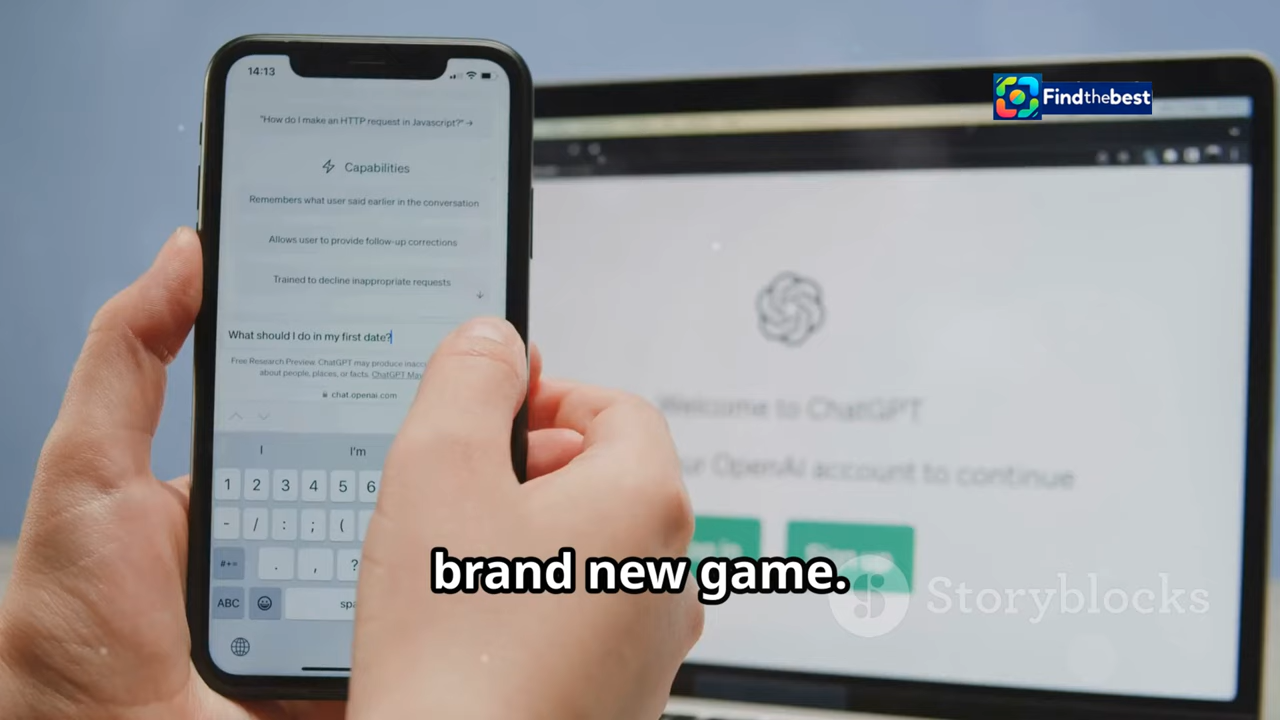 14:13
"How do I make an HTTP request in Javascript?" →
Capabilities
Remembers what user said earlier in the conversation
Allows user to provide follow-up corrections
Trained to decline inappropriate requests
What should I do in my first date?
Free Research Preview. ChatGPT may produce
about people, places, or facts. ChatGPT May
chat.openai.com
I I'm
1 2 3 4 5 6
- / : ; (
#+= . , ?
ABC
Findthebest
Welcome to ChatGPT
OpenAI account to continue
brand new game.
Storyblocks